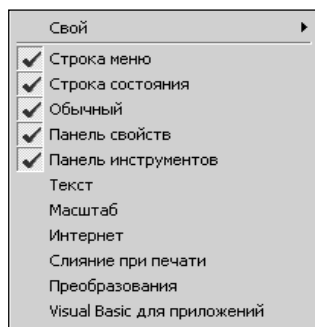 Свой
Строка меню
Строка состояния
Обычный
Панель свойств
Панель инструментов
Текст
Масштаб
Интернет
Слияние при печати
Преобразования
Visual Basic для приложений